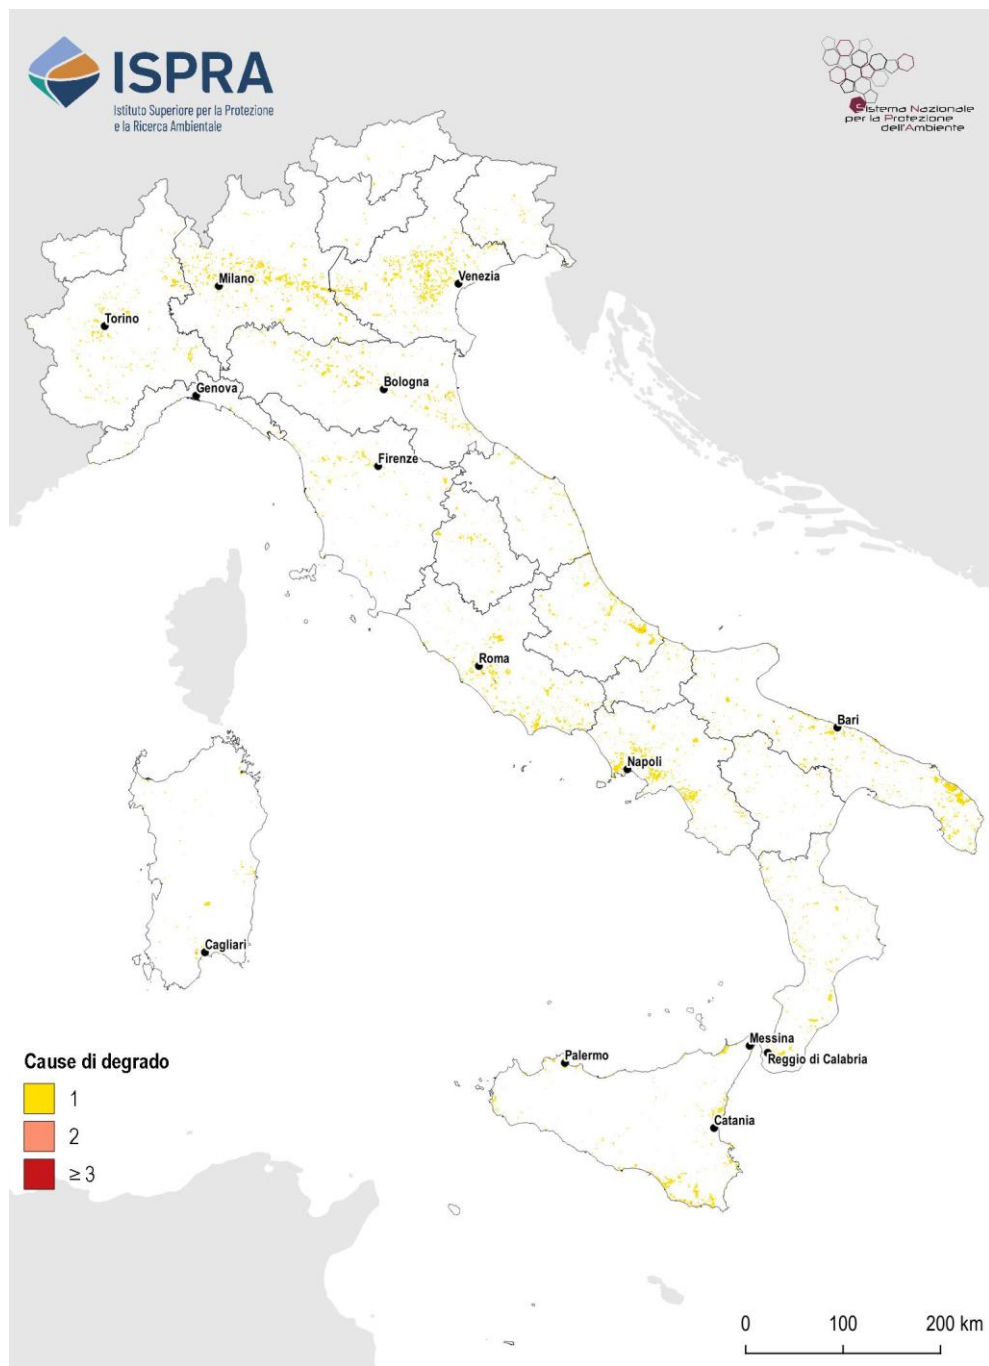 ISPRA
Istituto Superiore per la Protezione
e la Ricerca Ambientale
Sistema Nazionale
per la Protezione
dell'Ambiente
Milano
Venezia
Torino
Bologna
Genova
Firenze
Roma
Bari
Napoli
Cagliari
Messina
Reggio di Calabria
Palermo
Catania
Cause di degrado
1
2
≥ 3
0 100 200 km